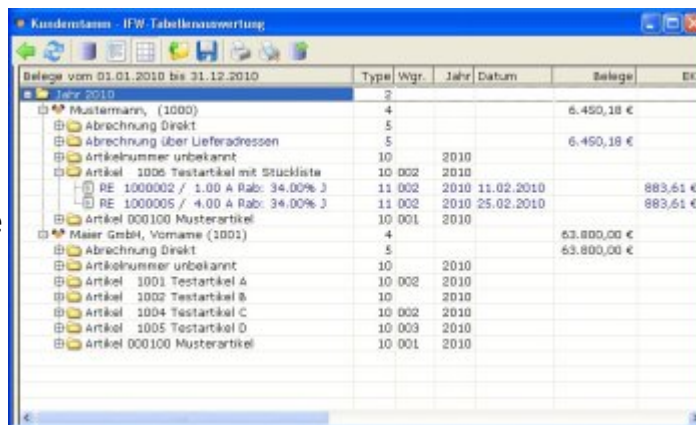 Kundenstamm - IFW-Tabellenauswertung
Belege vom 01.01.2010 bis 31.12.2010 Type Wgr. Jahr Datum Belege EK
Jahr 2010 2
Mustermann, (1000) 4 6.450,18 €
Abrechnung Direkt 5
Abrechnung über Lieferadressen 5 6.450,18 €
Artikelnummer unbekannt 10 2010
Artikel 1006 Testartikel mit Stückliste 10 002 2010
RE 1000002 / 1.00 A Rab: 34.00% J 11 002 2010 11.02.2010 883,61 €
RE 1000005 / 4.00 A Rab: 34.00% J 11 002 2010 25.02.2010 883,61 €
Artikel 000100 Musterartikel 10 001 2010
Maier GmbH, Vorname (1001) 4 63.800,00 €
Abrechnung Direkt 5 63.800,00 €
Artikelnummer unbekannt 10 2010
Artikel 1001 Testartikel A 10 002 2010
Artikel 1002 Testartikel B 10 2010
Artikel 1004 Testartikel C 10 002 2010
Artikel 1005 Testartikel D 10 003 2010
Artikel 000100 Musterartikel 10 001 2010